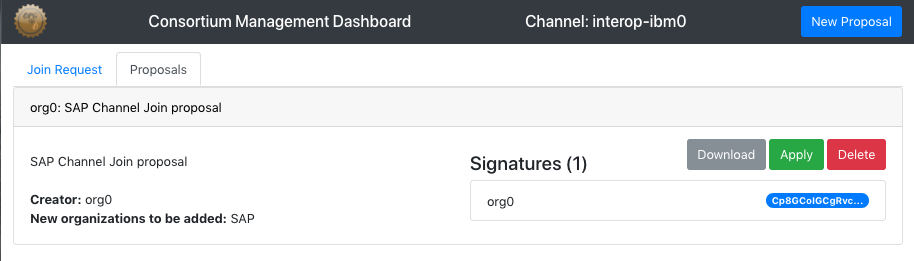 Consortium Management Dashboard
Channel: interop-ibm0
New Proposal
Join Request
Proposals
org0: SAP Channel Join proposal
SAP Channel Join proposal
Creator: org0
New organizations to be added: SAP
Download
Apply
Delete
Signatures (1)
org0
Cp8GColGCgRvc...